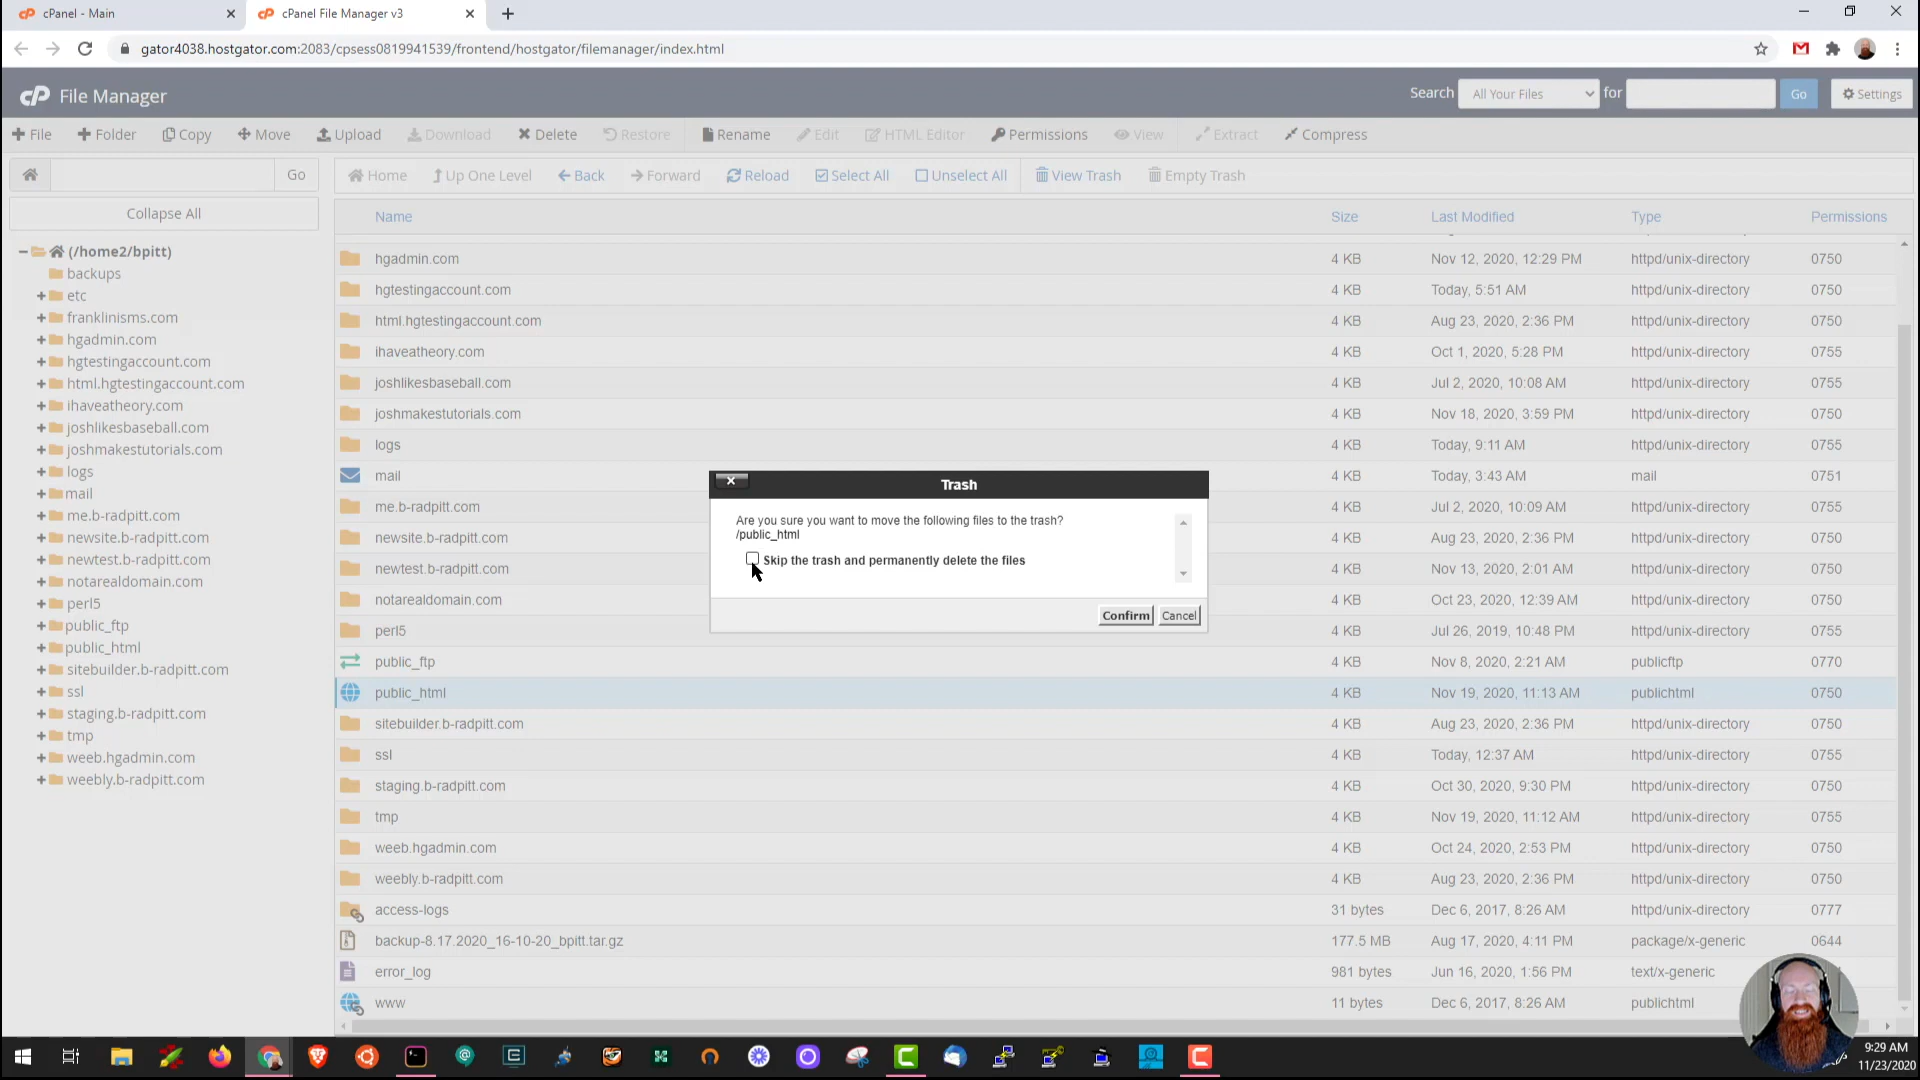 cPanel - Main
cPanel File Manager v3
gator4038.hostgator.com:2083/cpsess0819941539/frontend/hostgator/filemanager/index.html
cP File Manager
Search All Your Files for Go Settings
File Folder Copy Move Upload Download Delete Restore Rename Edit HTML Editor Permissions View Extract Compress
Go Home Up One Level Back Forward Reload Select All Unselect All View Trash Empty Trash
Collapse All
(/home2/bpitt)
backups
etc
franklinisms.com
hgadmin.com
hgtestingaccount.com
html.hgtestingaccount.com
ihaveatheory.com
joshlikesbaseball.com
joshmakestutorials.com
logs
mail
me.b-radpitt.com
newsite.b-radpitt.com
newtest.b-radpitt.com
notarealdomain.com
perl5
public_ftp
public_html
sitebuilder.b-radpitt.com
ssl
staging.b-radpitt.com
tmp
weeb.hgadmin.com
weebly.b-radpitt.com
Name Size Last Modified Type Permissions
hgadmin.com 4 KB Nov 12, 2020, 12:29 PM httpd/unix-directory 0750
hgtestingaccount.com 4 KB Today, 5:51 AM httpd/unix-directory 0750
html.hgtestingaccount.com 4 KB Aug 23, 2020, 2:36 PM httpd/unix-directory 0750
ihaveatheory.com 4 KB Oct 1, 2020, 5:28 PM httpd/unix-directory 0755
joshlikesbaseball.com 4 KB Jul 2, 2020, 10:08 AM httpd/unix-directory 0755
joshmakestutorials.com 4 KB Nov 18, 2020, 3:59 PM httpd/unix-directory 0750
logs 4 KB Today, 9:11 AM httpd/unix-directory 0755
mail 4 KB Today, 3:43 AM mail 0751
me.b-radpitt.com 4 KB Jul 2, 2020, 10:09 AM httpd/unix-directory 0755
newsite.b-radpitt.com 4 KB Aug 23, 2020, 2:36 PM httpd/unix-directory 0750
newtest.b-radpitt.com 4 KB Nov 13, 2020, 2:01 AM httpd/unix-directory 0750
notarealdomain.com 4 KB Oct 23, 2020, 12:39 AM httpd/unix-directory 0750
perl5 4 KB Jul 26, 2019, 10:48 PM httpd/unix-directory 0755
public_ftp 4 KB Nov 8, 2020, 2:21 AM publicftp 0770
public_html 4 KB Nov 19, 2020, 11:13 AM publichtml 0750
sitebuilder.b-radpitt.com 4 KB Aug 23, 2020, 2:36 PM httpd/unix-directory 0750
ssl 4 KB Today, 12:37 AM httpd/unix-directory 0755
staging.b-radpitt.com 4 KB Oct 30, 2020, 9:30 PM httpd/unix-directory 0750
tmp 4 KB Nov 19, 2020, 11:12 AM httpd/unix-directory 0755
weeb.hgadmin.com 4 KB Oct 24, 2020, 2:53 PM httpd/unix-directory 0750
weebly.b-radpitt.com 4 KB Aug 23, 2020, 2:36 PM httpd/unix-directory 0750
access-logs 31 bytes Dec 6, 2017, 8:26 AM httpd/unix-directory 0777
backup-8.17.2020_16-10-20_bpitt.tar.gz 177.5 MB Aug 17, 2020, 4:11 PM package/x-generic 0644
error_log 981 bytes Jun 16, 2020, 1:56 PM text/x-generic
www 11 bytes Dec 6, 2017, 8:26 AM publichtml
Trash
Are you sure you want to move the following files to the trash?
/public_html
Skip the trash and permanently delete the files
Confirm Cancel
9:29 AM
11/23/2020